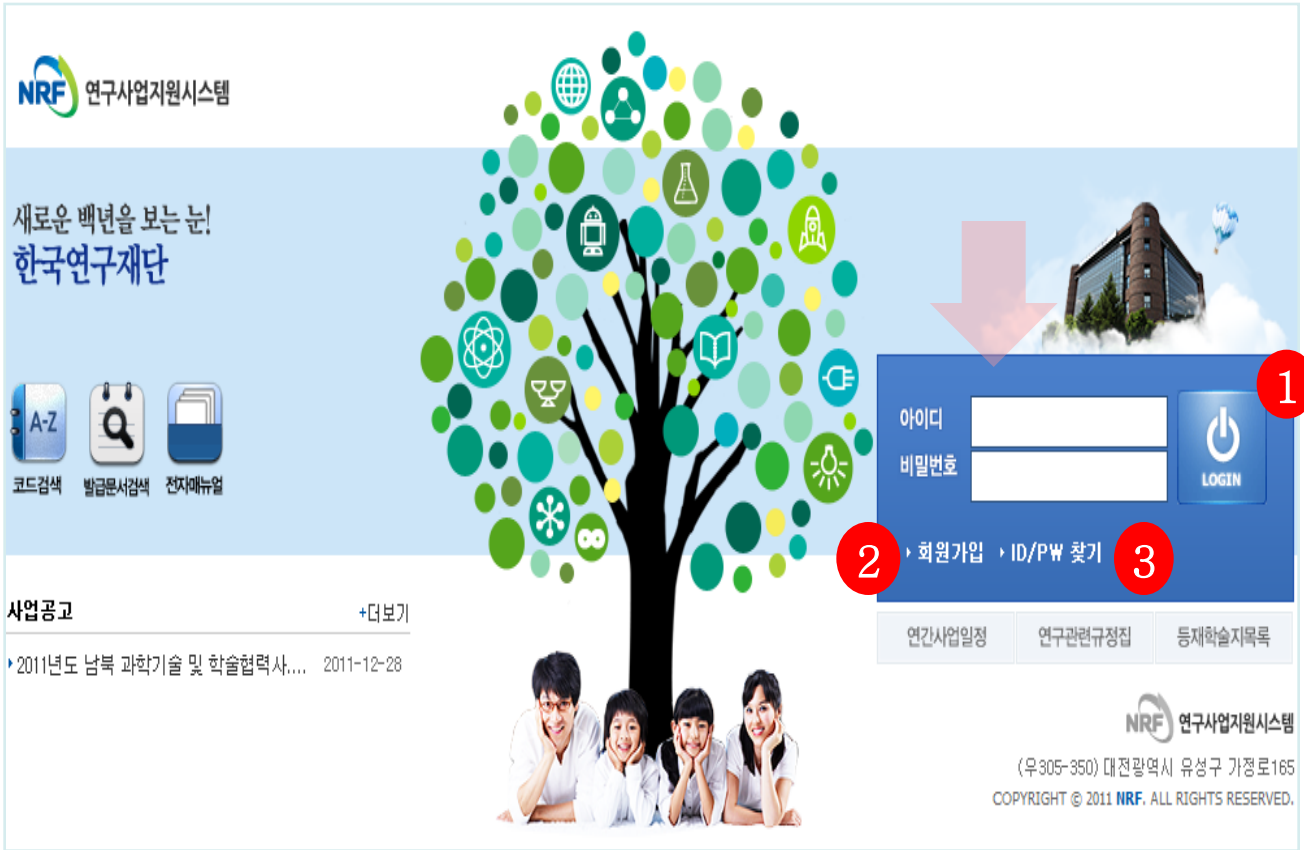 NRF 연구사업지원시스템
새로운 백년을 보는 눈!
한국연구재단
A-Z
코드검색 발급문서검색 전자매뉴얼
사업공고 +더보기
2011년도 남북 과학기술 및 학술협력사.... 2011-12-28
1
아이디
비밀번호
LOGIN
2 회원가입 ID/PW 찾기 3
연간사업일정 연구관련규정집 등재학술지목록
NRF 연구사업지원시스템
(우305-350) 대전광역시 유성구 가정로165
COPYRIGHT © 2011 NRF. ALL RIGHTS RESERVED.